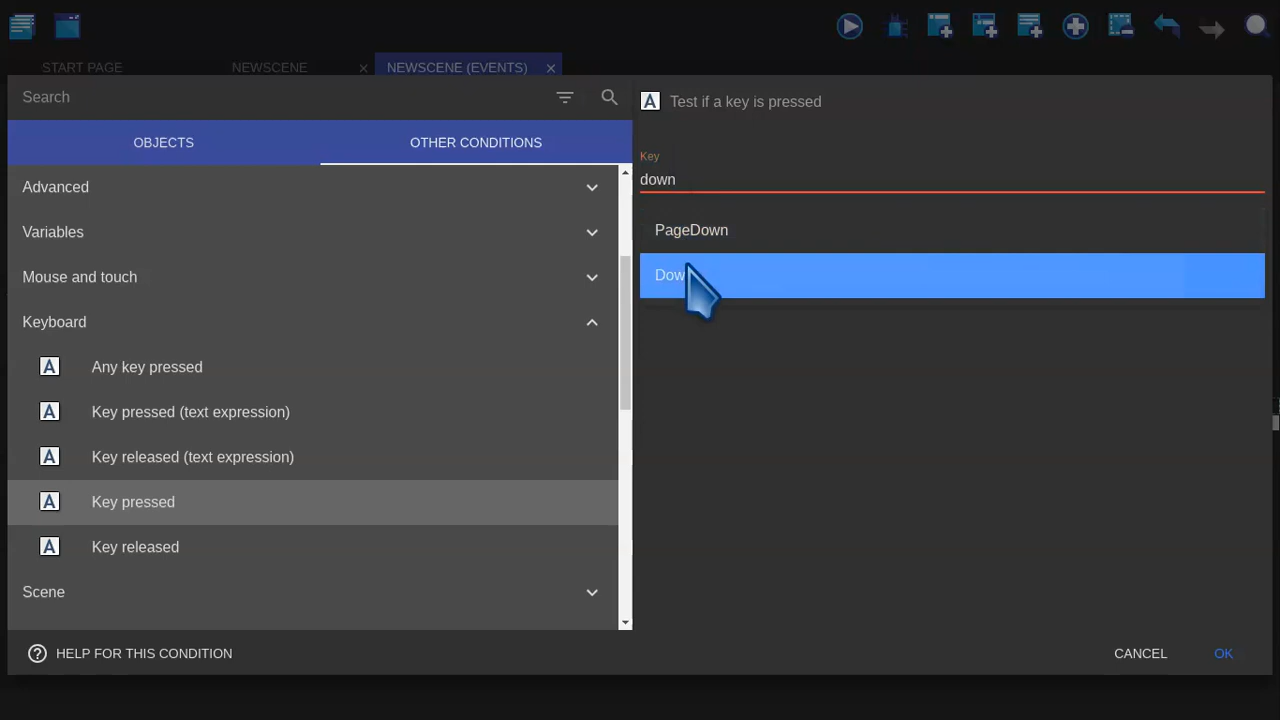 START PAGE
NEWSCENE
NEWSCENE (EVENTS)
Search
OBJECTS
OTHER CONDITIONS
Advanced
Variables
Mouse and touch
Keyboard
A Any key pressed
A Key pressed (text expression)
A Key released (text expression)
A Key pressed
A Key released
Scene
HELP FOR THIS CONDITION
A Test if a key is pressed
Key
down
PageDown
CANCEL
OK